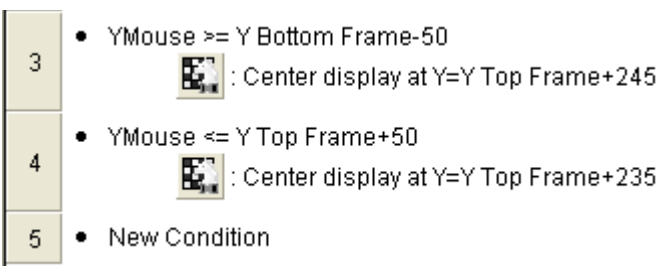 3
• YMouse >= Y Bottom Frame-50
: Center display at Y=Y Top Frame+245
4
• YMouse <= Y Top Frame+50
: Center display at Y=Y Top Frame+235
5
• New Condition